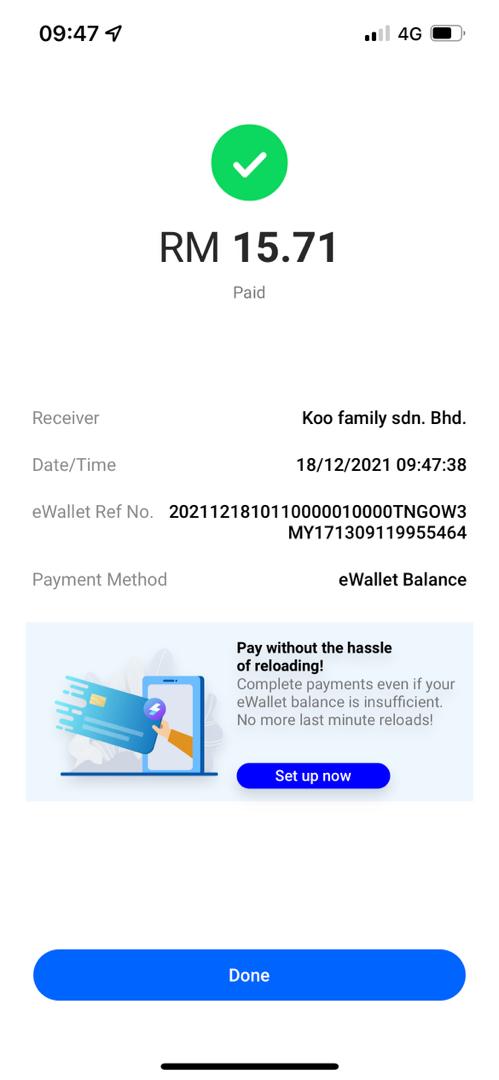 09:47
4G
RM 15.71
Paid
Receiver Koo family sdn. Bhd.
Date/Time 18/12/2021 09:47:38
eWallet Ref No. 2021121810110000010000TNGOW3
MY171309119955464
Payment Method eWallet Balance
Pay without the hassle
of reloading!
Complete payments even if your
eWallet balance is insufficient.
No more last minute reloads!
Set up now
Done